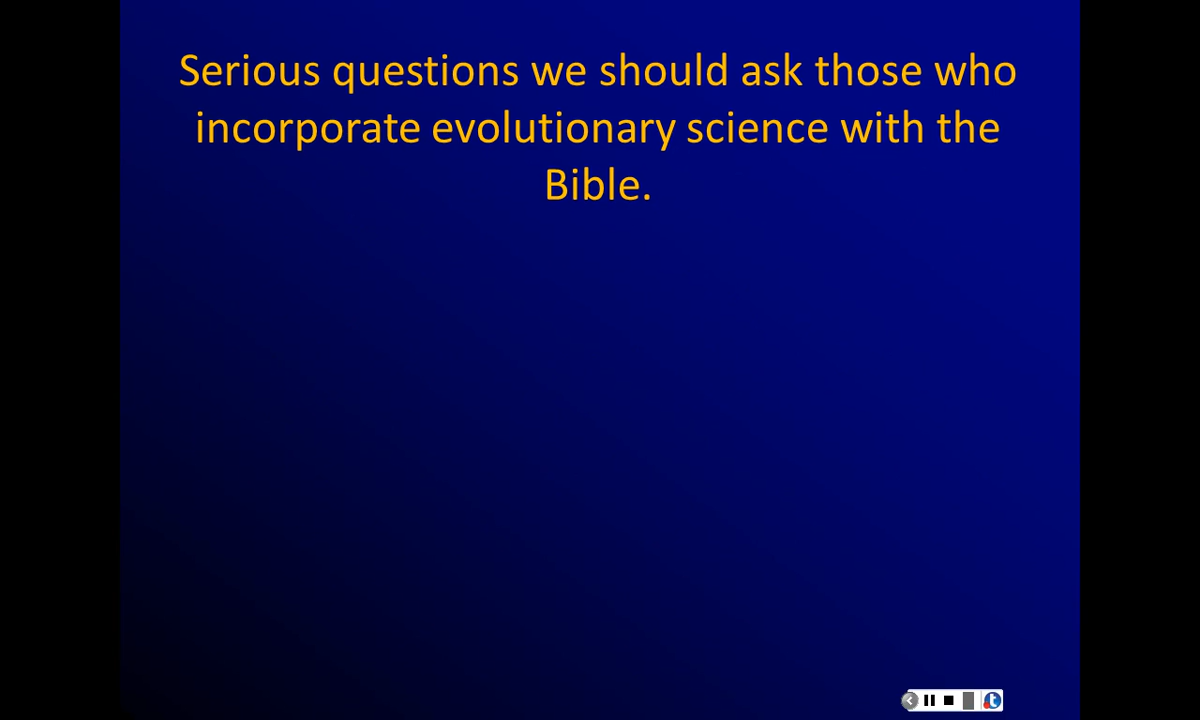 Serious questions we should ask those who
incorporate evolutionary science with the
Bible.